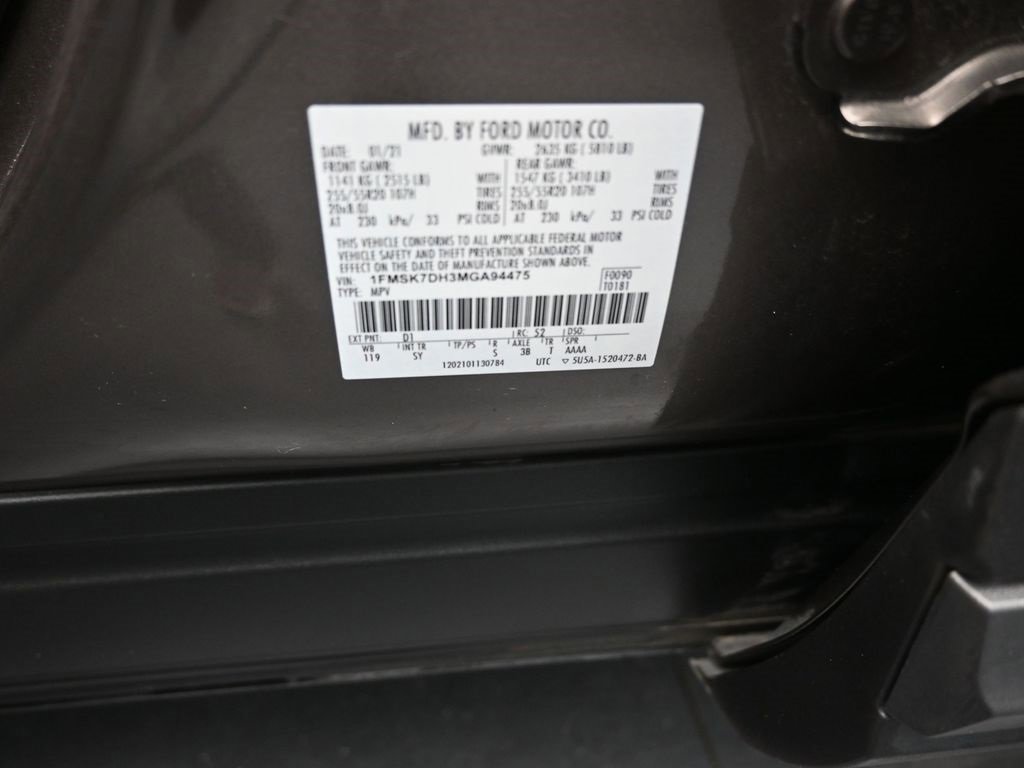 MFD. BY FORD MOTOR CO.
DATE: 01/21 GVWR: 2635 KG ( 5810 LB)
FRONT GAWR: REAR GAWR:
1141 KG ( 2515 LB) WITH 1547 KG ( 3410 LB) WITH
255/55R20 107H TIRES 255/55R20 107H TIRES
20x8.0J RIMS 20x8.0J RIMS
AT 230 kPa/ 33 PSI COLD AT 230 kPa/ 33 PSI COLD
THIS VEHICLE CONFORMS TO ALL APPLICABLE FEDERAL MOTOR
VEHICLE SAFETY AND THEFT PREVENTION STANDARDS IN
EFFECT ON THE DATE OF MANUFACTURE SHOWN ABOVE.
VIN: 1FMSK7DH3MGA94475 F0090
TYPE: MPV T0181
EXT PNT: D1 RC: 52 DSO:
WB INT TR TP/PS R AXLE TR SPR
119 SY S 3B T AAAA
1202101130784 UTC ▽ 5U5A-1520472-BA